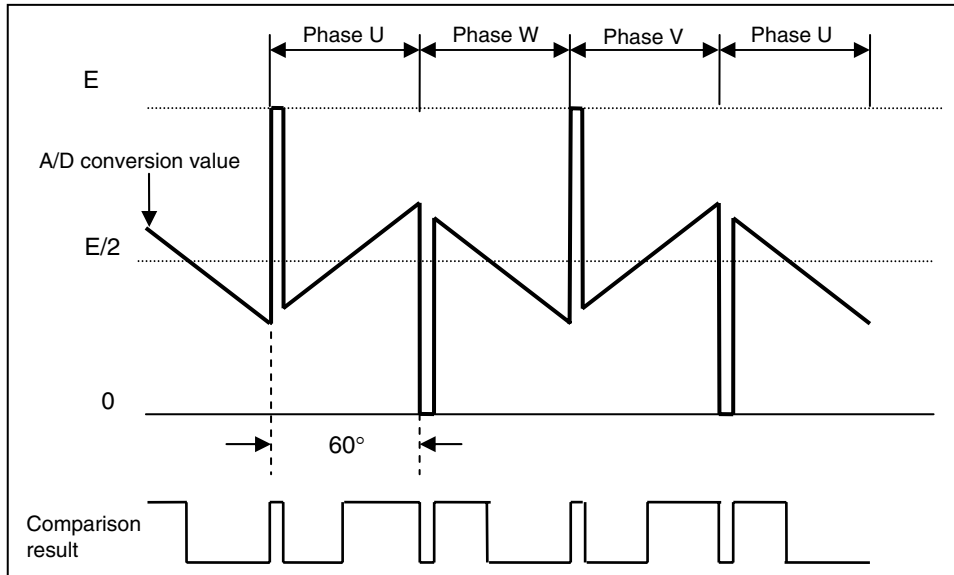 Phase U
Phase W
Phase V
Phase U
E
A/D conversion value
E/2
0
60°
Comparison
result